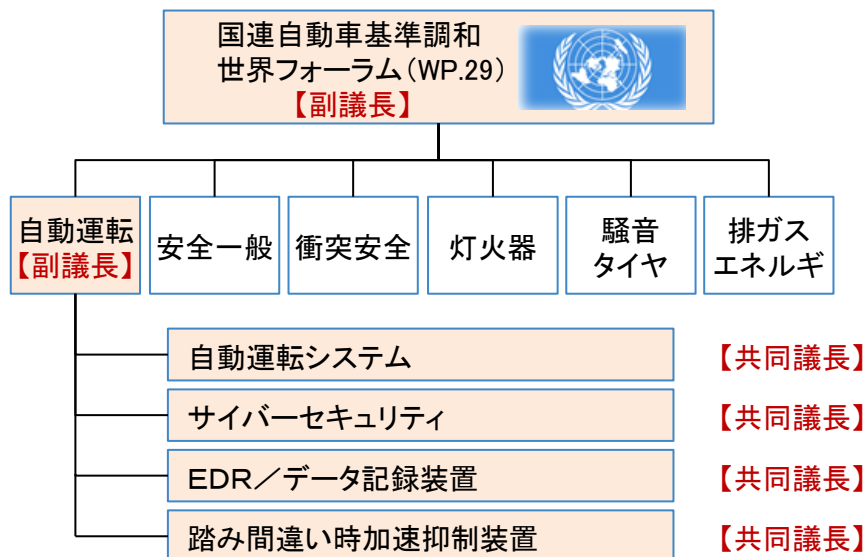 国連自動車基準調和
世界フォーラム(WP.29)
【副議長】
自動運転
【副議長】
安全一般
衝突安全
灯火器
騒音
タイヤ
排ガス
エネルギ
自動運転システム
【共同議長】
サイバーセキュリティ
【共同議長】
EDR/データ記録装置
【共同議長】
踏み間違い時加速抑制装置
【共同議長】